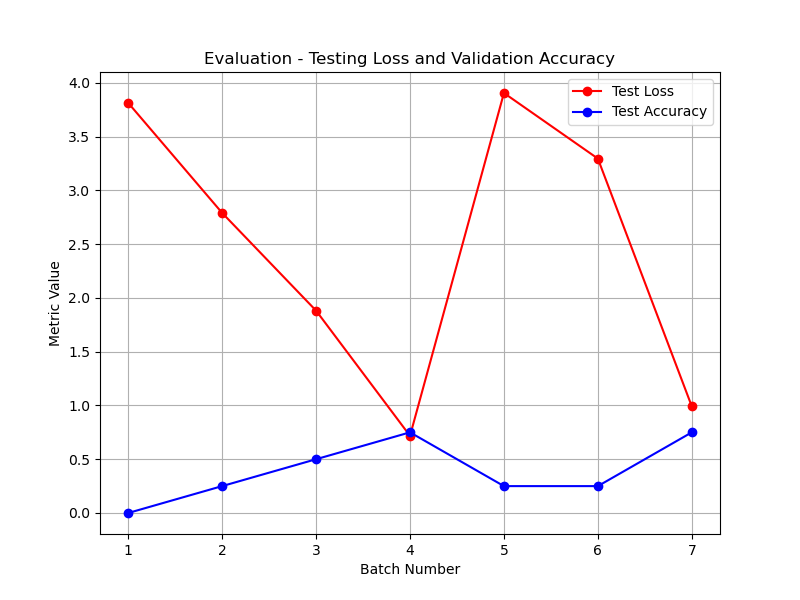 Evaluation - Testing Loss and Validation Accuracy
Test Loss
Test Accuracy
Metric Value
4.0
3.5
3.0
2.5
2.0
1.5
1.0
0.5
0.0
1 2 3 4 5 6 7
Batch Number